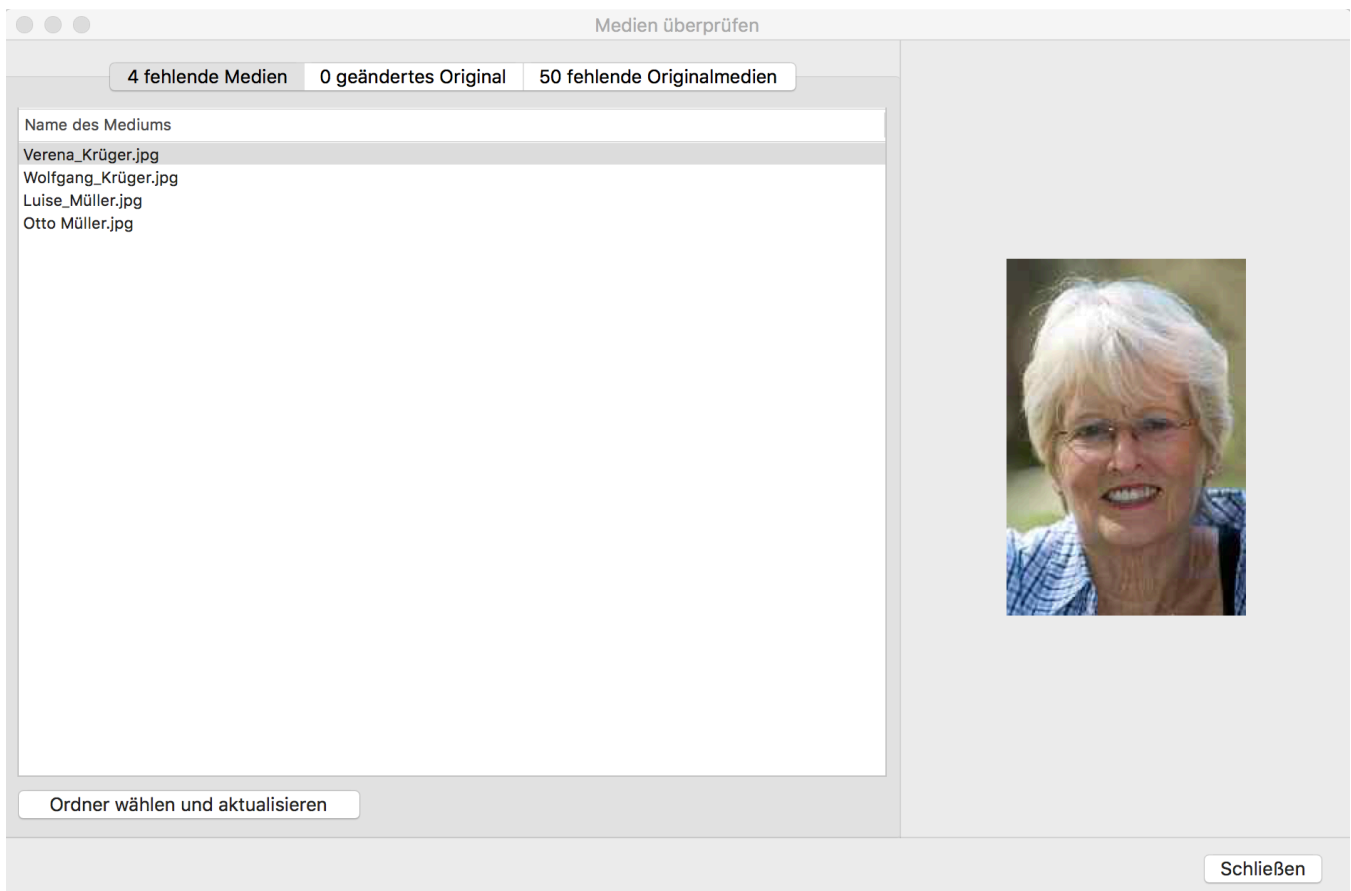 Medien überprüfen
4 fehlende Medien 0 geändertes Original 50 fehlende Originalmedien
Name des Mediums
Verena_Krüger.jpg
Wolfgang_Krüger.jpg
Luise_Müller.jpg
Otto Müller.jpg
Ordner wählen und aktualisieren
Schließen